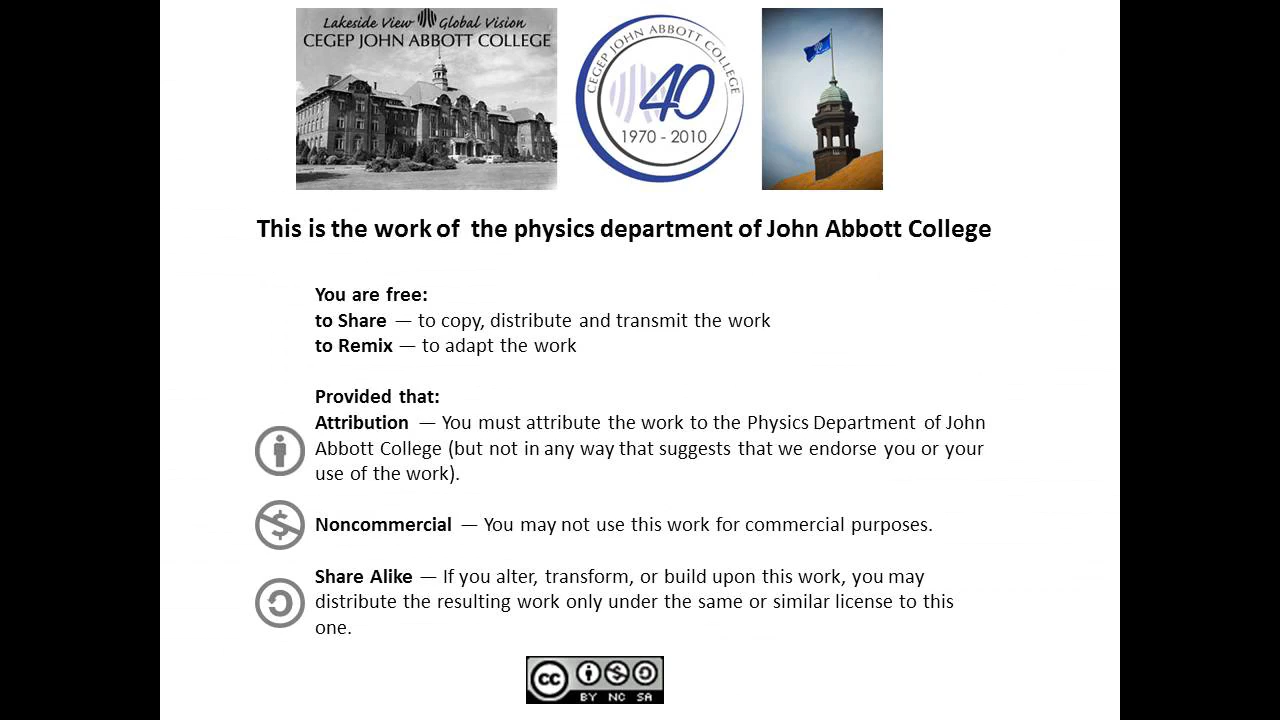 Lakeside View Global Vision
CEGEP JOHN ABBOTT COLLEGE
CEGEP JOHN ABBOTT COLLEGE
40
1970 - 2010
This is the work of the physics department of John Abbott College
You are free:
to Share — to copy, distribute and transmit the work
to Remix — to adapt the work
Provided that:
Attribution — You must attribute the work to the Physics Department of John
Abbott College (but not in any way that suggests that we endorse you or your
use of the work).
Noncommercial — You may not use this work for commercial purposes.
Share Alike — If you alter, transform, or build upon this work, you may
distribute the resulting work only under the same or similar license to this
one.
cc
BY NC SA